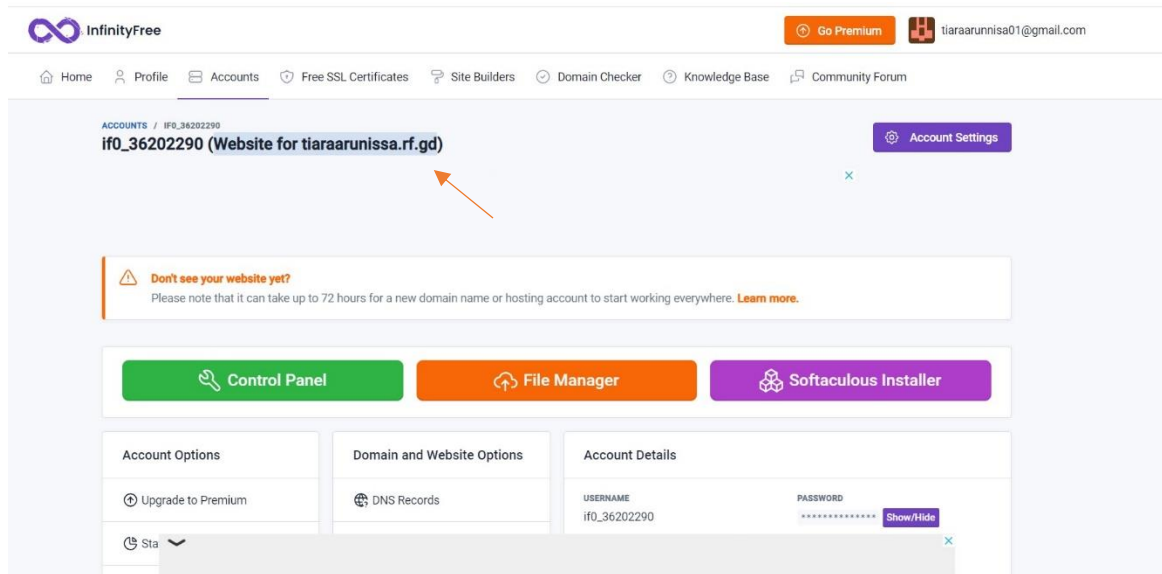 InfinityFree
Go Premium
tiaraarunnisa01@gmail.com
Home Profile Accounts Free SSL Certificates Site Builders Domain Checker Knowledge Base Community Forum
ACCOUNTS / IF0_36202290
if0_36202290 (Website for tiaraarunissa.rf.gd)
Account Settings
Don't see your website yet?
Please note that it can take up to 72 hours for a new domain name or hosting account to start working everywhere. Learn more.
Control Panel File Manager Softaculous Installer
Account Options
Upgrade to Premium
Sta
Domain and Website Options
DNS Records
Account Details
USERNAME PASSWORD
if0_36202290 ************** Show/Hide